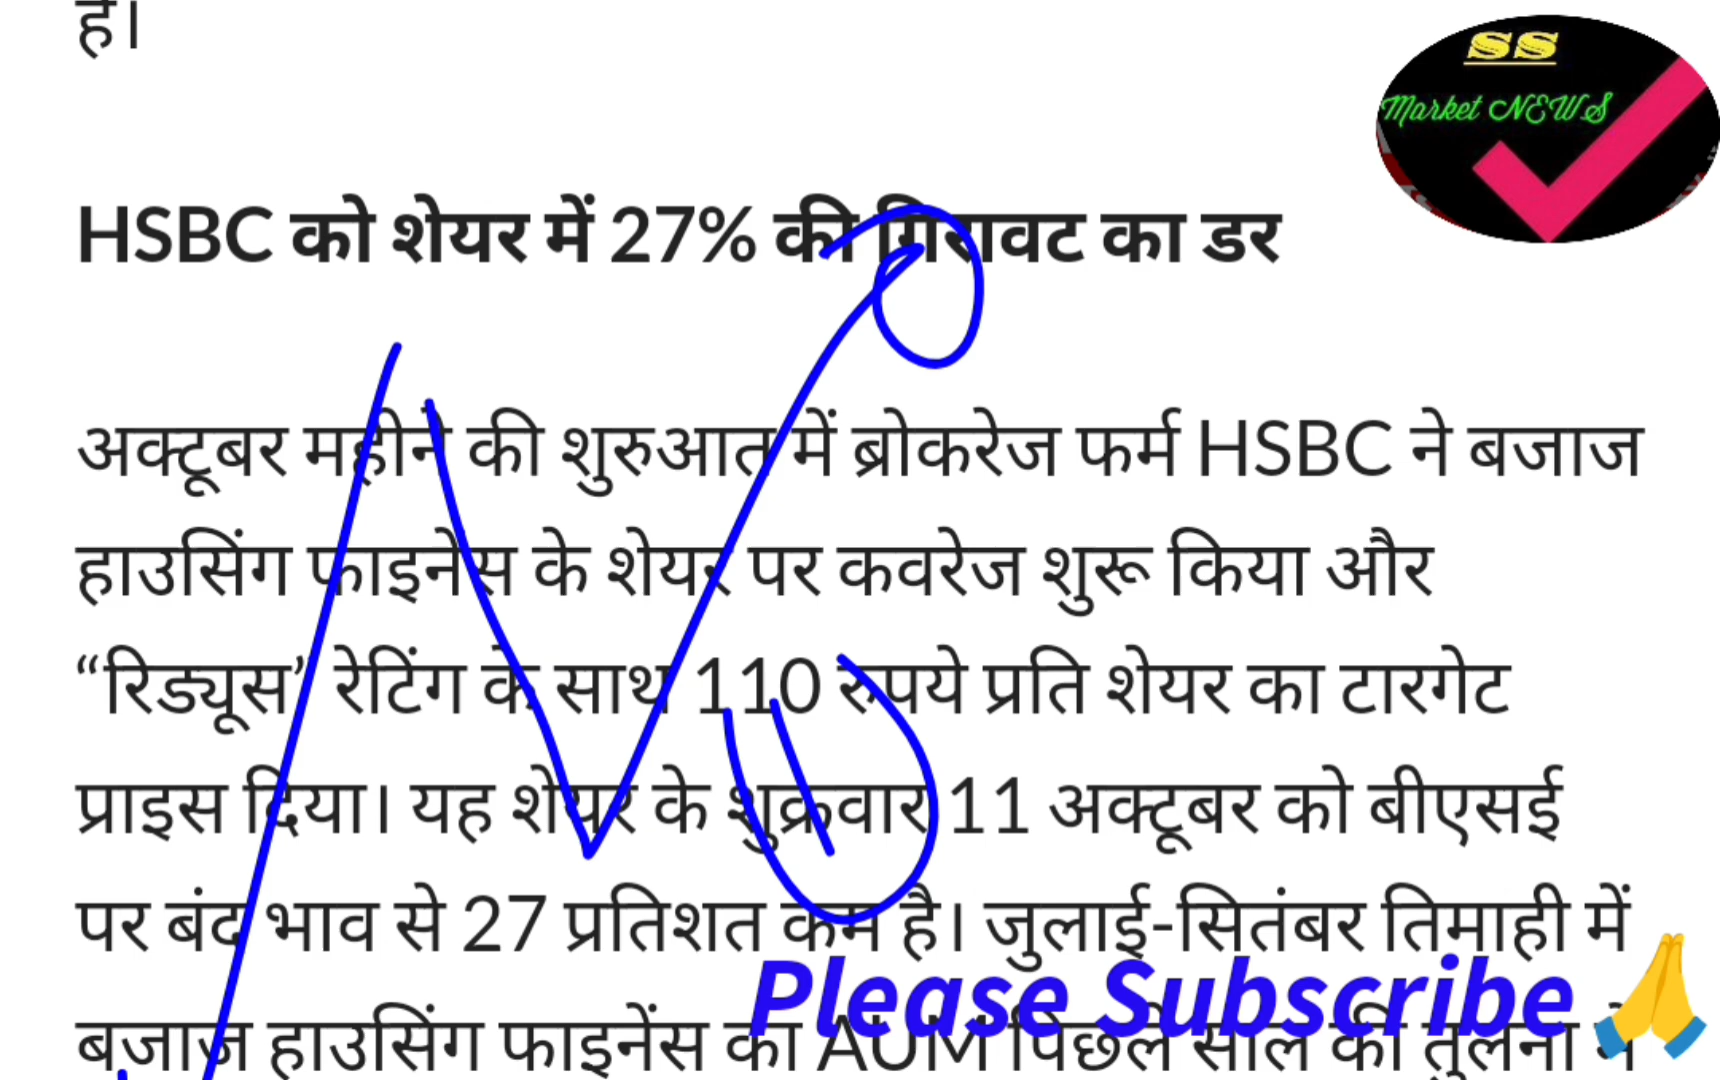 है।
SS
Market NEWS
HSBC को शेयर में 27% की गिरावट का डर
अक्टूबर महीने की शुरुआत में ब्रोकरेज फर्म HSBC ने बजाज
हाउसिंग फाइनेंस के शेयर पर कवरेज शुरू किया और
“रिड्यूस” रेटिंग के साथ 110 रुपये प्रति शेयर का टारगेट
प्राइस दिया। यह शेयर के शुक्रवार 11 अक्टूबर को बीएसई
पर बंद भाव से 27 प्रतिशत कम है। जुलाई-सितंबर तिमाही में
Please Subscribe
बजाज हाउसिंग फाइनेंस का AUM पिछले साल की तुलना में